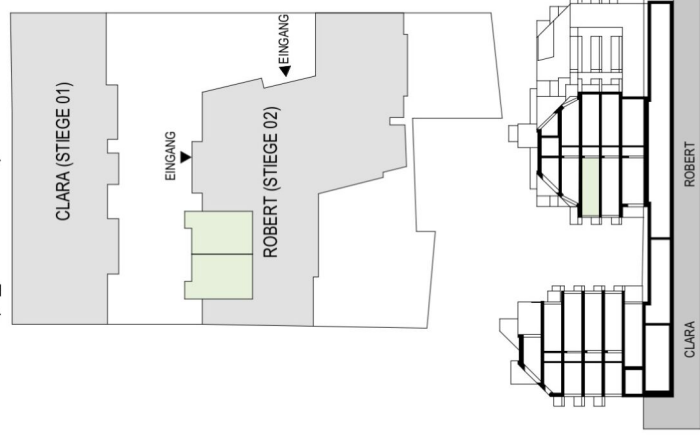 CLARA (STIEGE 01)
EINGANG
ROBERT (STIEGE 02)
EINGANG
ROBERT
CLARA